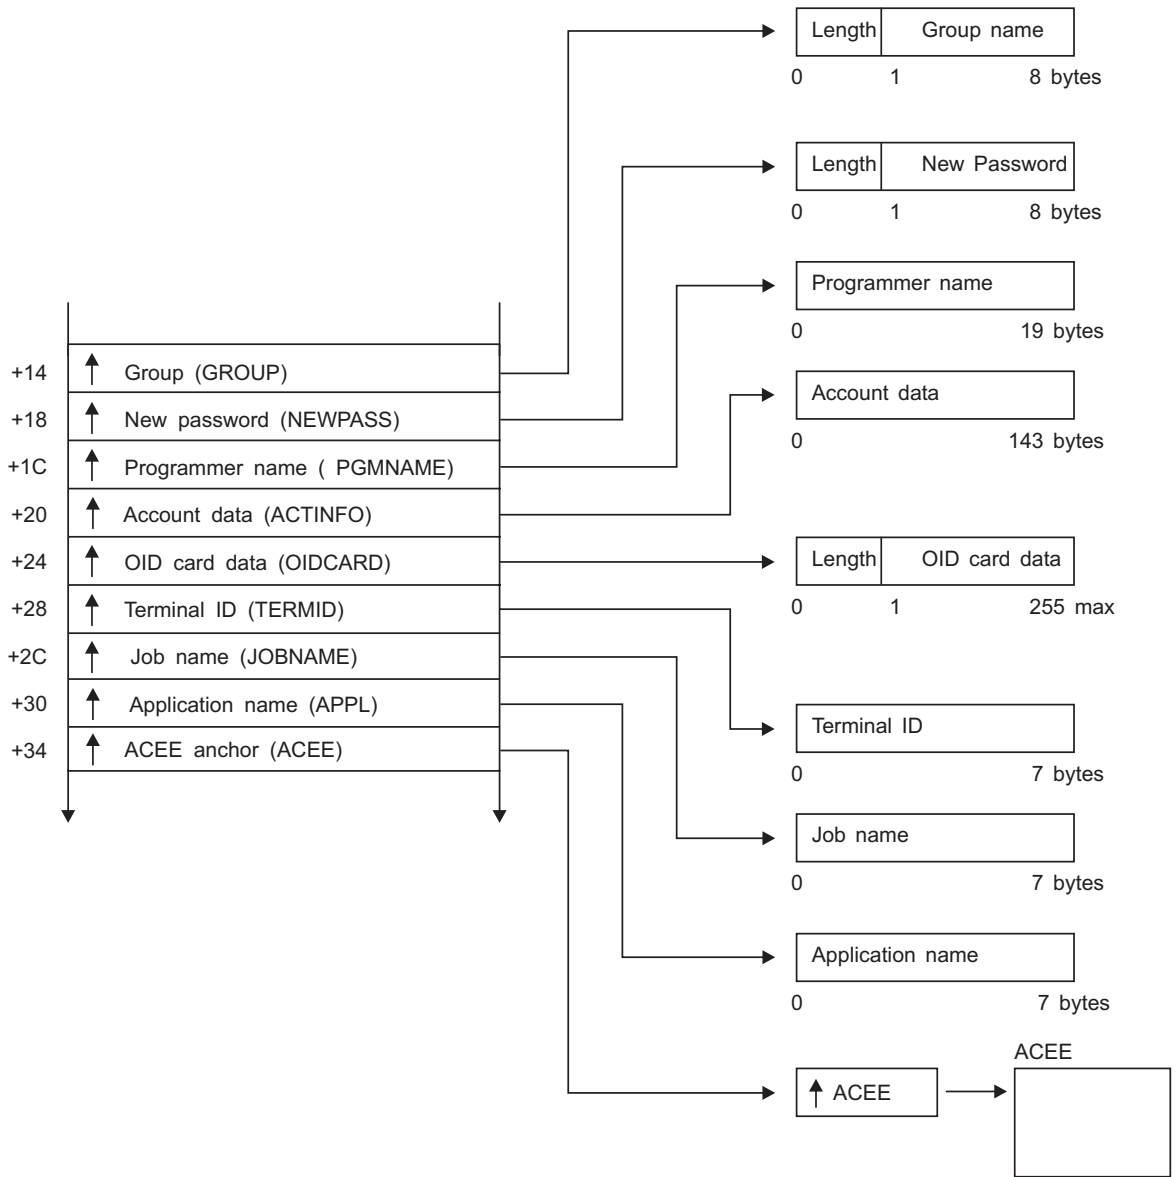 Length Group name
0 1 8 bytes
Length New Password
0 1 8 bytes
Programmer name
0 19 bytes
+14 Group (GROUP)
Account data
+18 New password (NEWPASS)
0 143 bytes
+1C Programmer name ( PGMNAME)
+20 Account data (ACTINFO)
+24 OID card data (OIDCARD)
Length OID card data
+28 Terminal ID (TERMID)
0 1 255 max
+2C Job name (JOBNAME)
+30 Application name (APPL)
Terminal ID
+34 ACEE anchor (ACEE)
0 7 bytes
Job name
0 7 bytes
Application name
0 7 bytes
ACEE
ACEE